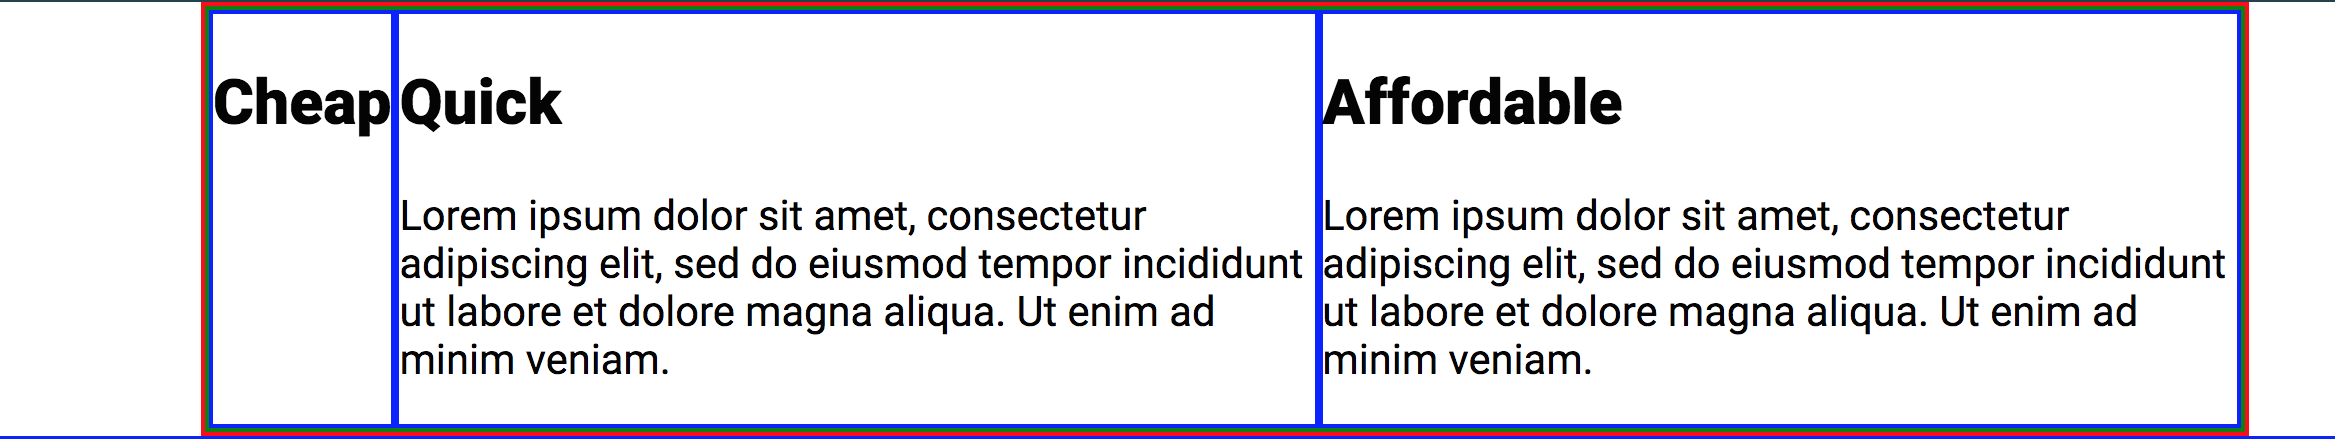 Cheap
Quick
Lorem ipsum dolor sit amet, consectetur
adipiscing elit, sed do eiusmod tempor incididunt
ut labore et dolore magna aliqua. Ut enim ad
minim veniam.
Affordable
Lorem ipsum dolor sit amet, consectetur
adipiscing elit, sed do eiusmod tempor incididunt
ut labore et dolore magna aliqua. Ut enim ad
minim veniam.